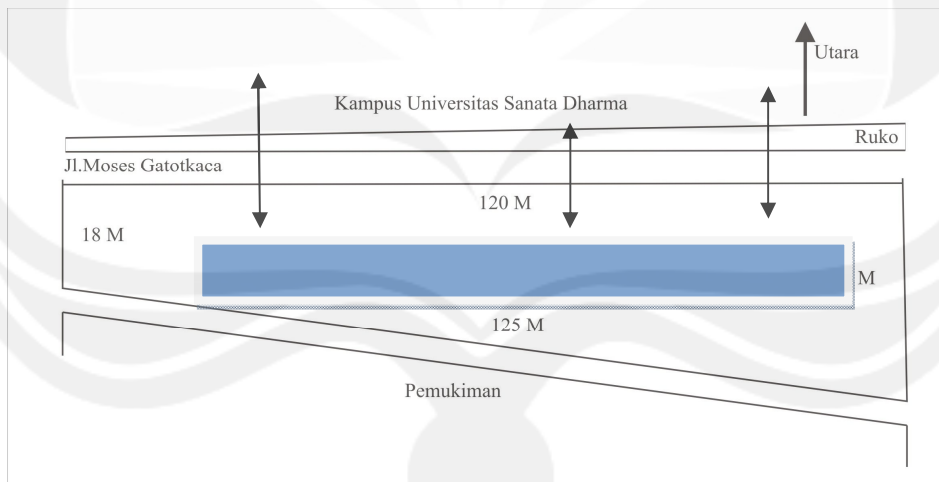 Utara
Kampus Universitas Sanata Dharma
Ruko
Jl.Moses Gatotkaca
120 M
18 M
M
125 M
Pemukiman